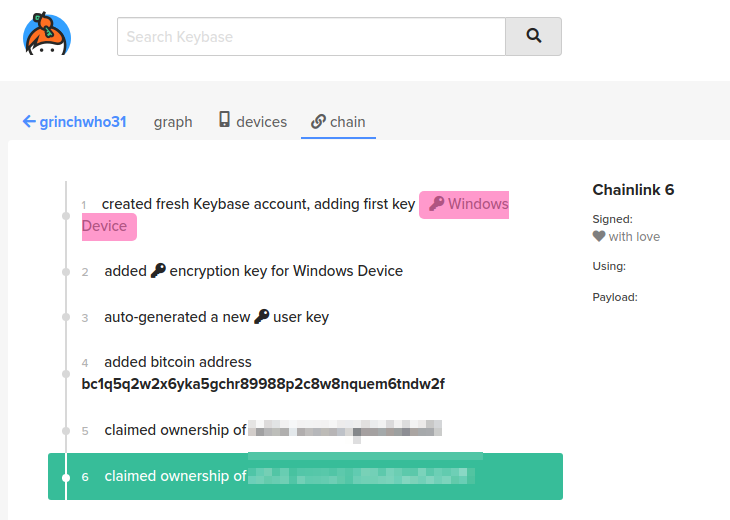 Search Keybase
grinchwho31 graph devices chain
1 created fresh Keybase account, adding first key Windows
Device
2 added encryption key for Windows Device
3 auto-generated a new user key
4 added bitcoin address
bc1q5q2w2x6yka5gchr89988p2c8w8nquem6tndw2f
5 claimed ownership of
6 claimed ownership of
Chainlink 6
Signed:
with love
Using:
Payload: